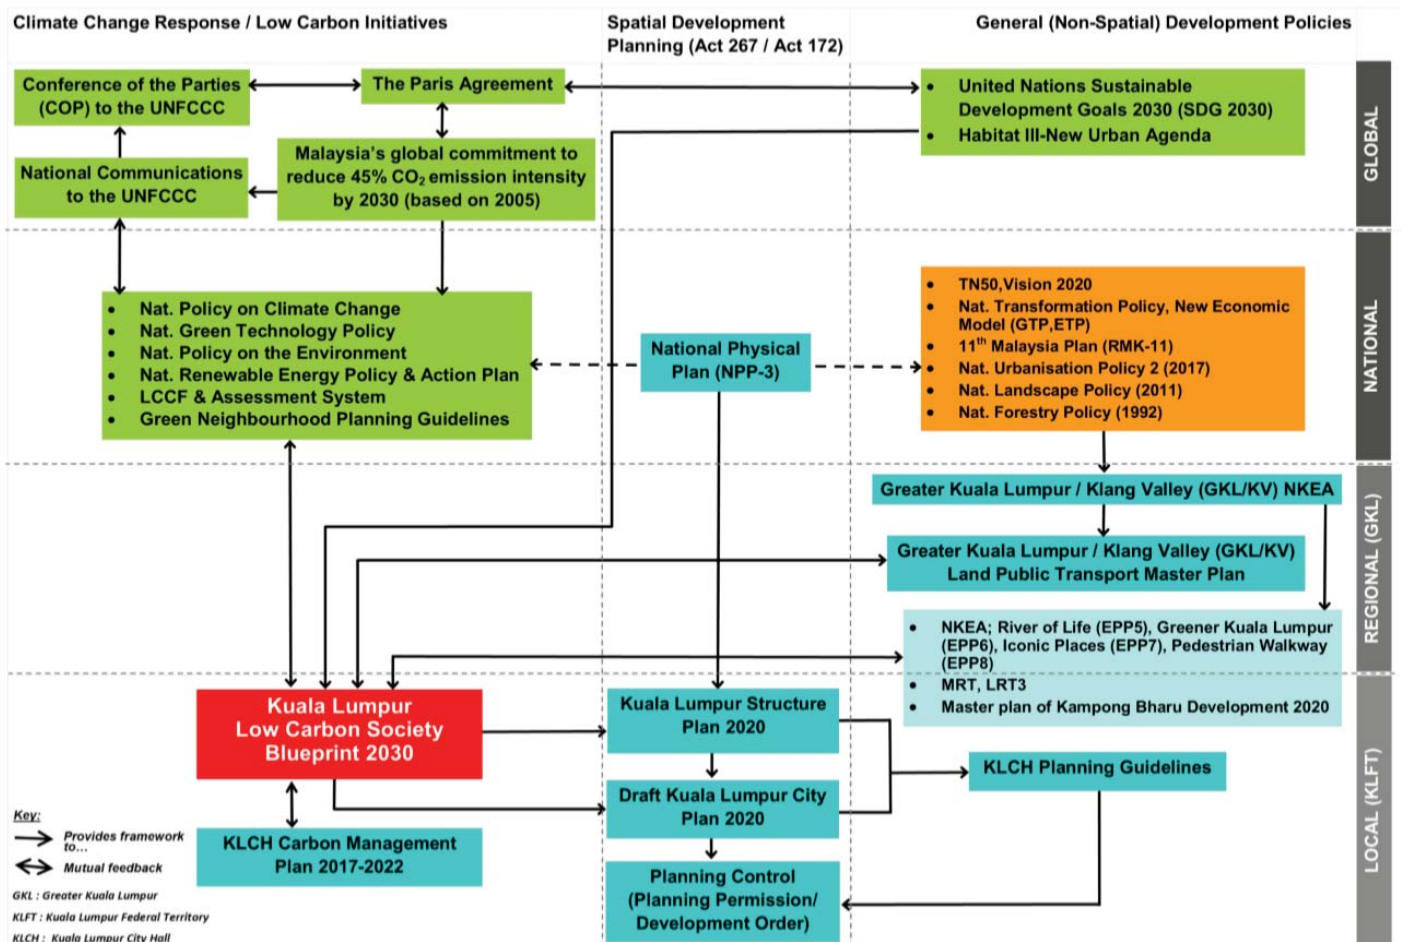 Climate Change Response / Low Carbon Initiatives
Spatial Development
Planning (Act 267 / Act 172)
General (Non-Spatial) Development Policies
Conference of the Parties
(COP) to the UNFCCC
The Paris Agreement
• United Nations Sustainable
Development Goals 2030 (SDG 2030)
• Habitat III-New Urban Agenda
National Communications
to the UNFCCC
Malaysia's global commitment to
reduce 45% CO₂ emission intensity
by 2030 (based on 2005)
GLOBAL
• Nat. Policy on Climate Change
• Nat. Green Technology Policy
• Nat. Policy on the Environment
• Nat. Renewable Energy Policy & Action Plan
• LCCF & Assessment System
• Green Neighbourhood Planning Guidelines
National Physical
Plan (NPP-3)
• TN50,Vision 2020
• Nat. Transformation Policy, New Economic
Model (GTP,ETP)
• 11th Malaysia Plan (RMK-11)
• Nat. Urbanisation Policy 2 (2017)
• Nat. Landscape Policy (2011)
• Nat. Forestry Policy (1992)
NATIONAL
Greater Kuala Lumpur / Klang Valley (GKL/KV) NKEA
Greater Kuala Lumpur / Klang Valley (GKL/KV)
Land Public Transport Master Plan
• NKEA; River of Life (EPP5), Greener Kuala Lumpur
(EPP6), Iconic Places (EPP7), Pedestrian Walkway
(EPP8)
• MRT, LRT3
• Master plan of Kampong Bharu Development 2020
REGIONAL (GKL)
Kuala Lumpur
Low Carbon Society
Blueprint 2030
Kuala Lumpur Structure
Plan 2020
KLCH Planning Guidelines
Draft Kuala Lumpur City
Plan 2020
KLCH Carbon Management
Plan 2017-2022
Planning Control
(Planning Permission/
Development Order)
LOCAL (KLFT)
Key:
Provides framework
to...
Mutual feedback
GKL : Greater Kuala Lumpur
KLFT : Kuala Lumpur Federal Territory
KLCH : Kuala Lumpur City Hall